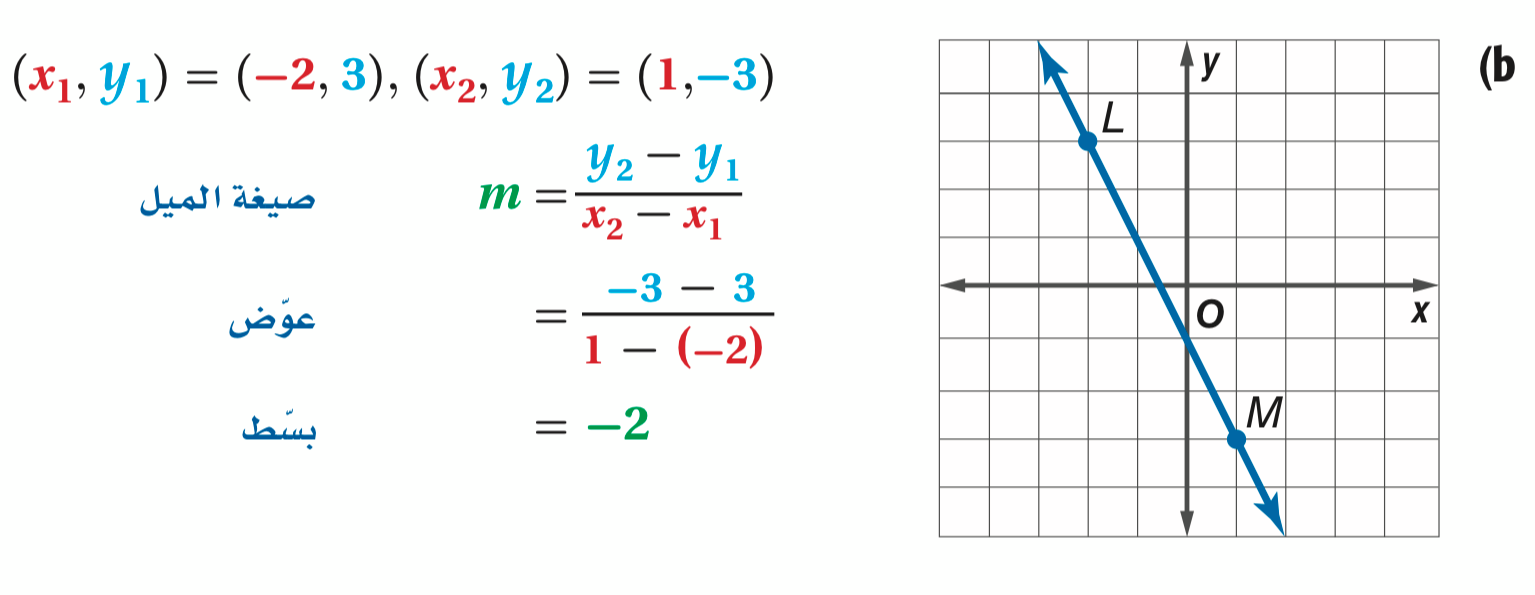 (b
(x₁, y₁) = (−2, 3), (x₂, y₂) = (1,−3)
صيغة الميل m = (y₂ − y₁) / (x₂ − x₁)
عوّض = (−3 − 3) / (1 − (−2))
بسّط = −2
y
L
O
x
M